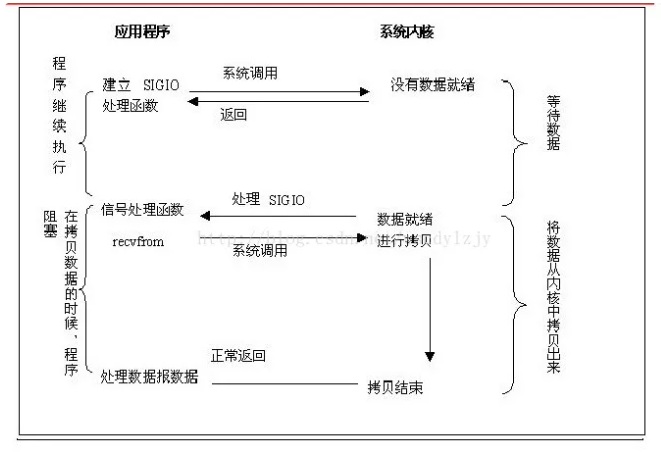 应用程序
系统内核
程序继续执行
建立 SIGIO
处理函数
系统调用
返回
没有数据就绪
等待数据
在拷贝数据的时候，程序
阻塞
信号处理函数
recvfrom
处理 SIGIO
系统调用
数据就绪
进行拷贝
将数据从内核中拷贝出来
正常返回
处理数据报数据
拷贝结束